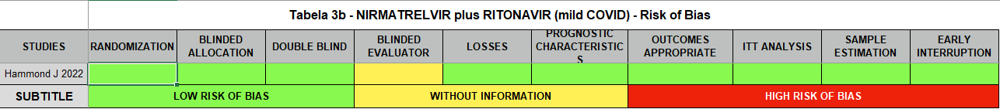 Tabela 3b - NIRMATRELVIR plus RITONAVIR (mild COVID) - Risk of Bias
STUDIES RANDOMIZATION BLINDED ALLOCATION DOUBLE BLIND BLINDED EVALUATOR LOSSES PROGNOSTIC CHARACTERISTICS OUTCOMES APPROPRIATE ITT ANALYSIS SAMPLE ESTIMATION EARLY INTERRUPTION
Hammond J 2022
SUBTITLE LOW RISK OF BIAS WITHOUT INFORMATION HIGH RISK OF BIAS